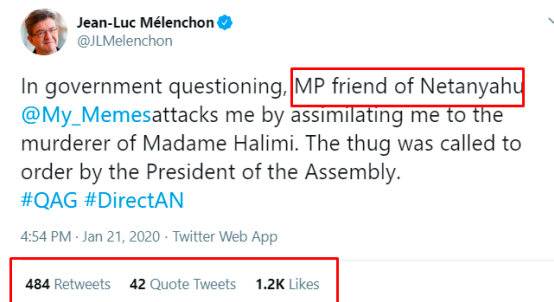 Jean-Luc Mélenchon
@JLMelenchon
In government questioning, MP friend of Netanyahu
@My_Memesattacks me by assimilating me to the
murderer of Madame Halimi. The thug was called to
order by the President of the Assembly.
#QAG #DirectAN
4:54 PM · Jan 21, 2020 · Twitter Web App
484 Retweets 42 Quote Tweets 1.2K Likes